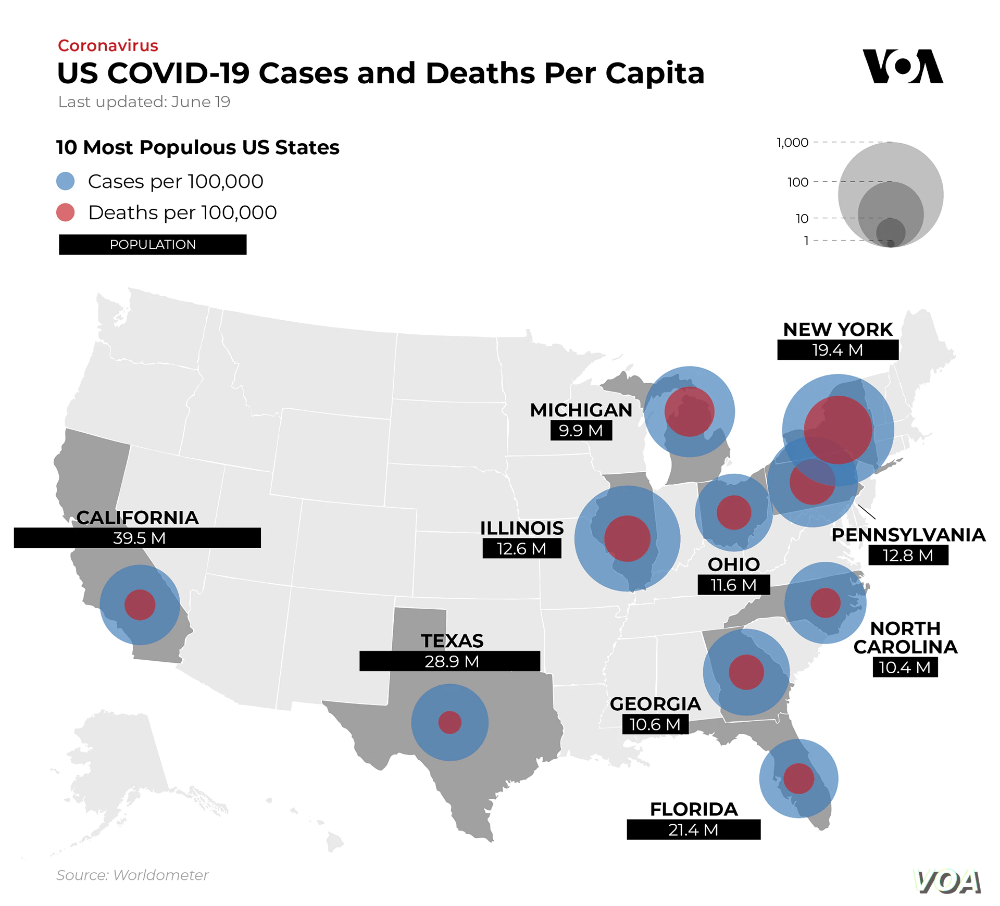 Coronavirus
US COVID-19 Cases and Deaths Per Capita
VOA
Last updated: June 19
10 Most Populous US States
Cases per 100,000
Deaths per 100,000
POPULATION
1,000
100
10
1
NEW YORK
19.4 M
MICHIGAN
9.9 M
CALIFORNIA
39.5 M
ILLINOIS
12.6 M
PENNSYLVANIA
12.8 M
OHIO
11.6 M
NORTH
CAROLINA
10.4 M
TEXAS
28.9 M
GEORGIA
10.6 M
FLORIDA
21.4 M
Source: Worldometer
VOA